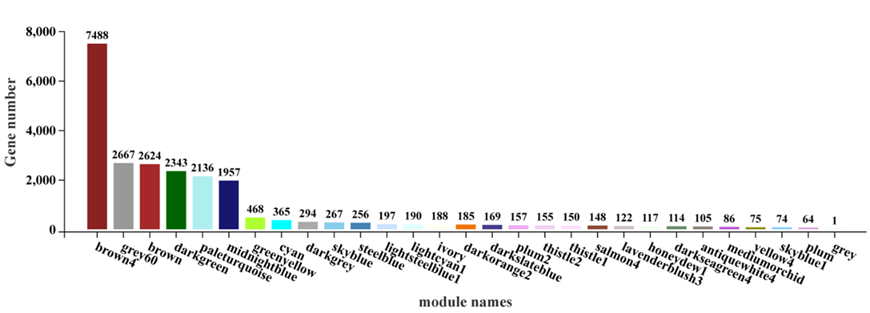 8,000
6,000
4,000
2,000
0
Gene number
7488
2667
2624
2343
2136
1957
468
365
294
267
256
197
190
188
185
169
157
155
150
148
122
117
114
105
86
75
74
64
1
brown4
grey60
brown
darkgreen
paleturquoise
midnightblue
greenyellow
cyan
darkgrey
skyblue
steelblue
lightsteelblue1
lightcyan1
ivory
darkorange2
darkslateblue
plum2
thistle2
thistle1
salmon4
lavenderblush3
honeydew1
darkseagreen4
antiquewhite4
mediumorchid
yellow4
skyblue1
plum
grey
module names